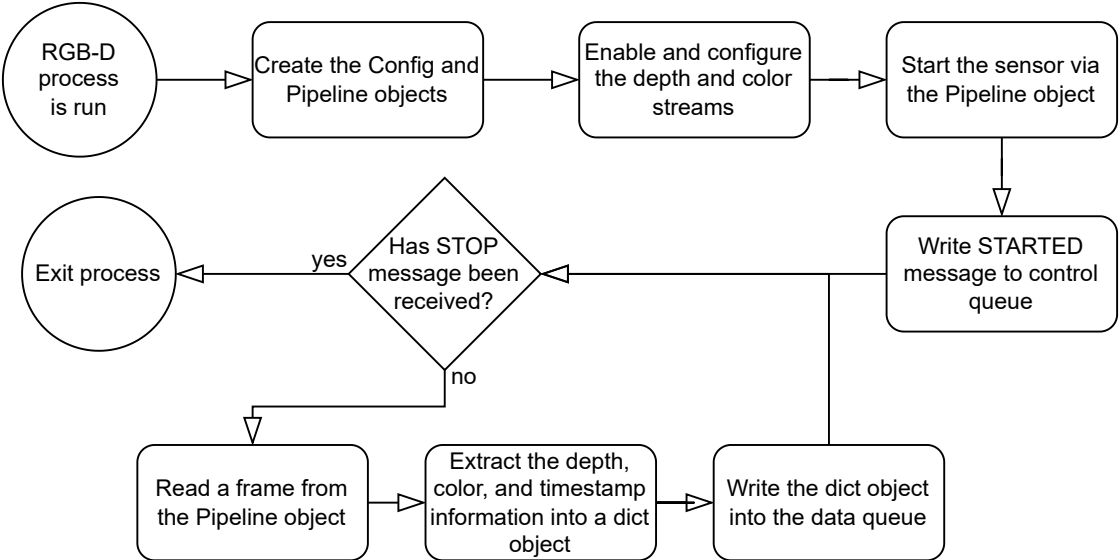 RGB-D
process
is run
Create the Config and
Pipeline objects
Enable and configure
the depth and color
streams
Start the sensor via
the Pipeline object
Write STARTED
message to control
queue
Has STOP
message been
received?
yes
Exit process
no
Read a frame from
the Pipeline object
Extract the depth,
color, and timestamp
information into a dict
object
Write the dict object
into the data queue